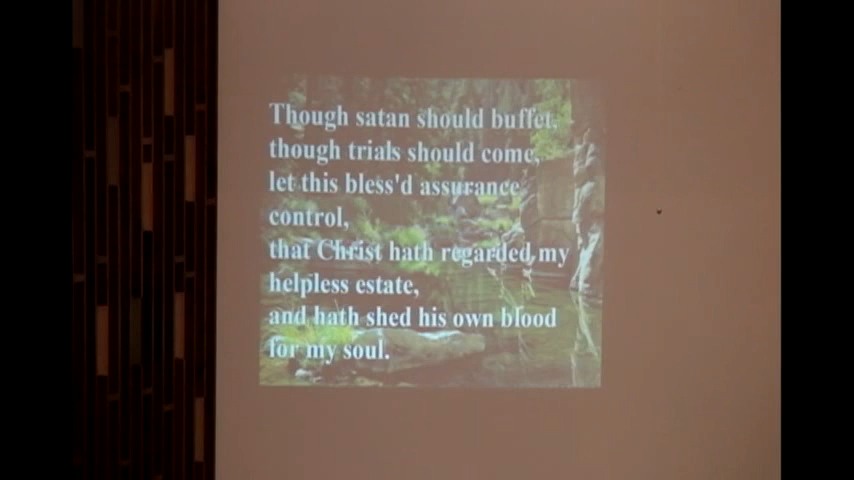 Though satan should buffet,
though trials should come,
let this bless'd assurance
control,
that Christ hath regarded my
helpless estate,
and hath shed his own blood
for my soul.